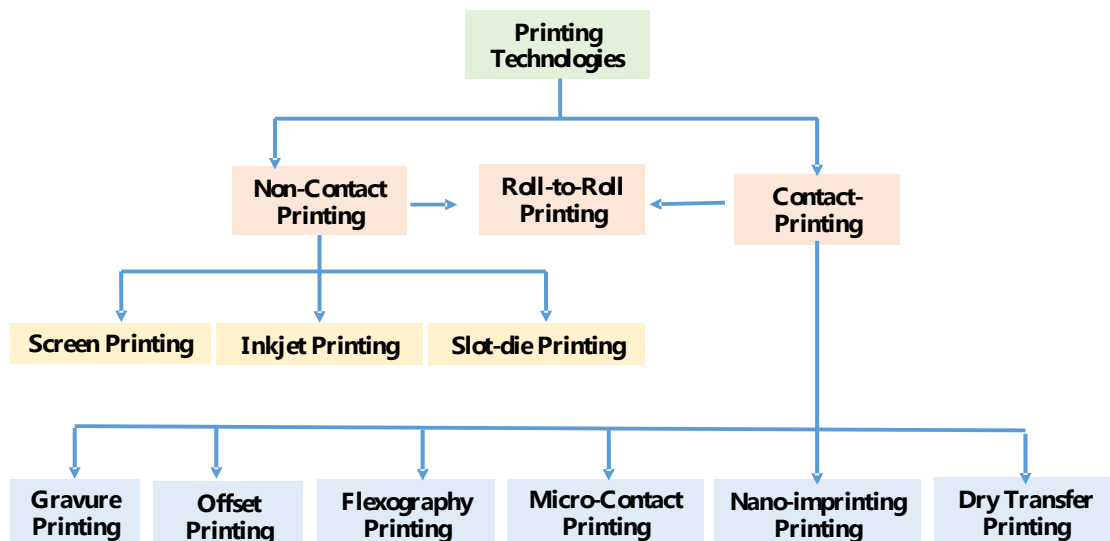 Printing
Technologies
Non-Contact
Printing
Roll-to-Roll
Printing
Contact-
Printing
Screen Printing
Inkjet Printing
Slot-die Printing
Gravure
Printing
Offset
Printing
Flexography
Printing
Micro-Contact
Printing
Nano-imprinting
Printing
Dry Transfer
Printing